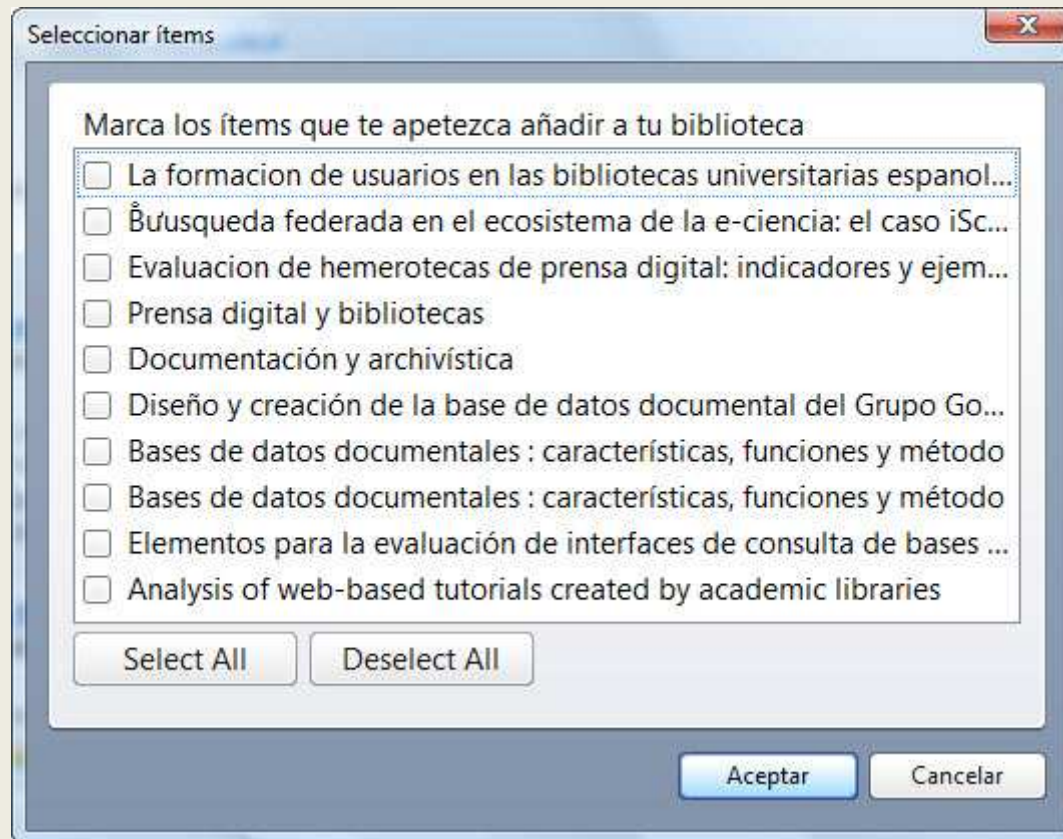 Seleccionar ítems
Marca los ítems que te apetezca añadir a tu biblioteca
La formacion de usuarios en las bibliotecas universitarias espanol...
B̊u'usqueda federada en el ecosistema de la e-ciencia: el caso iSc...
Evaluacion de hemerotecas de prensa digital: indicadores y ejem...
Prensa digital y bibliotecas
Documentación y archivística
Diseño y creación de la base de datos documental del Grupo Go...
Bases de datos documentales : características, funciones y método
Bases de datos documentales : características, funciones y método
Elementos para la evaluación de interfaces de consulta de bases ...
Analysis of web-based tutorials created by academic libraries
Select All Deselect All
Aceptar Cancelar